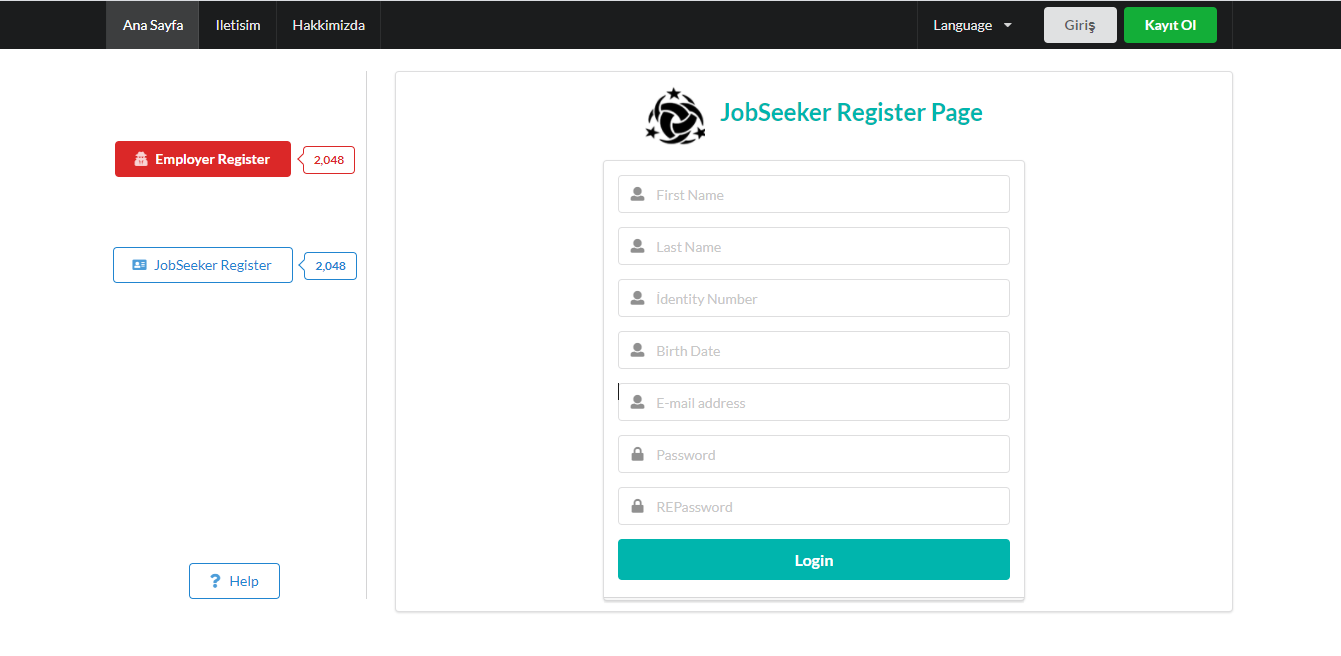 Ana Sayfa Iletisim Hakkimizda Language Giriş Kayıt Ol
JobSeeker Register Page
Employer Register 2,048
JobSeeker Register 2,048
Help
First Name
Last Name
İdentity Number
Birth Date
E-mail address
Password
REPassword
Login